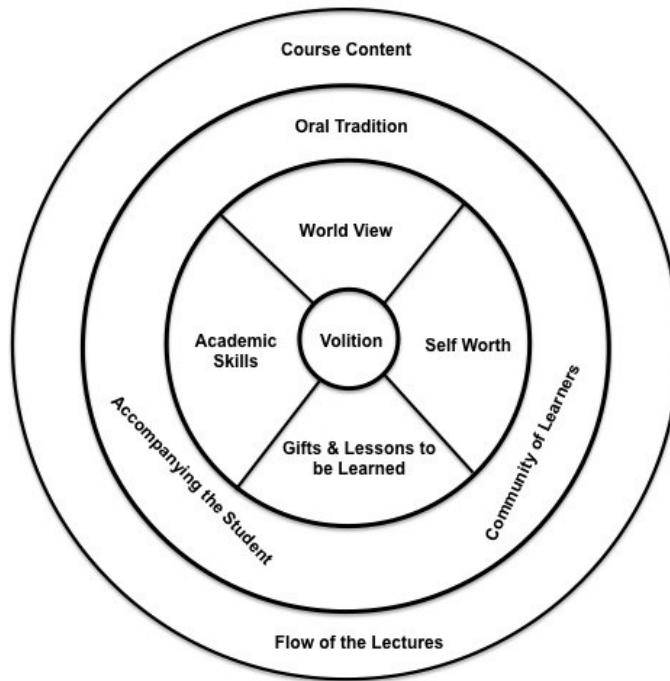 Course Content
Oral Tradition
World View
Academic
Skills
Volition
Self Worth
Gifts & Lessons to
be Learned
Accompanying the Student
Community of Learners
Flow of the Lectures